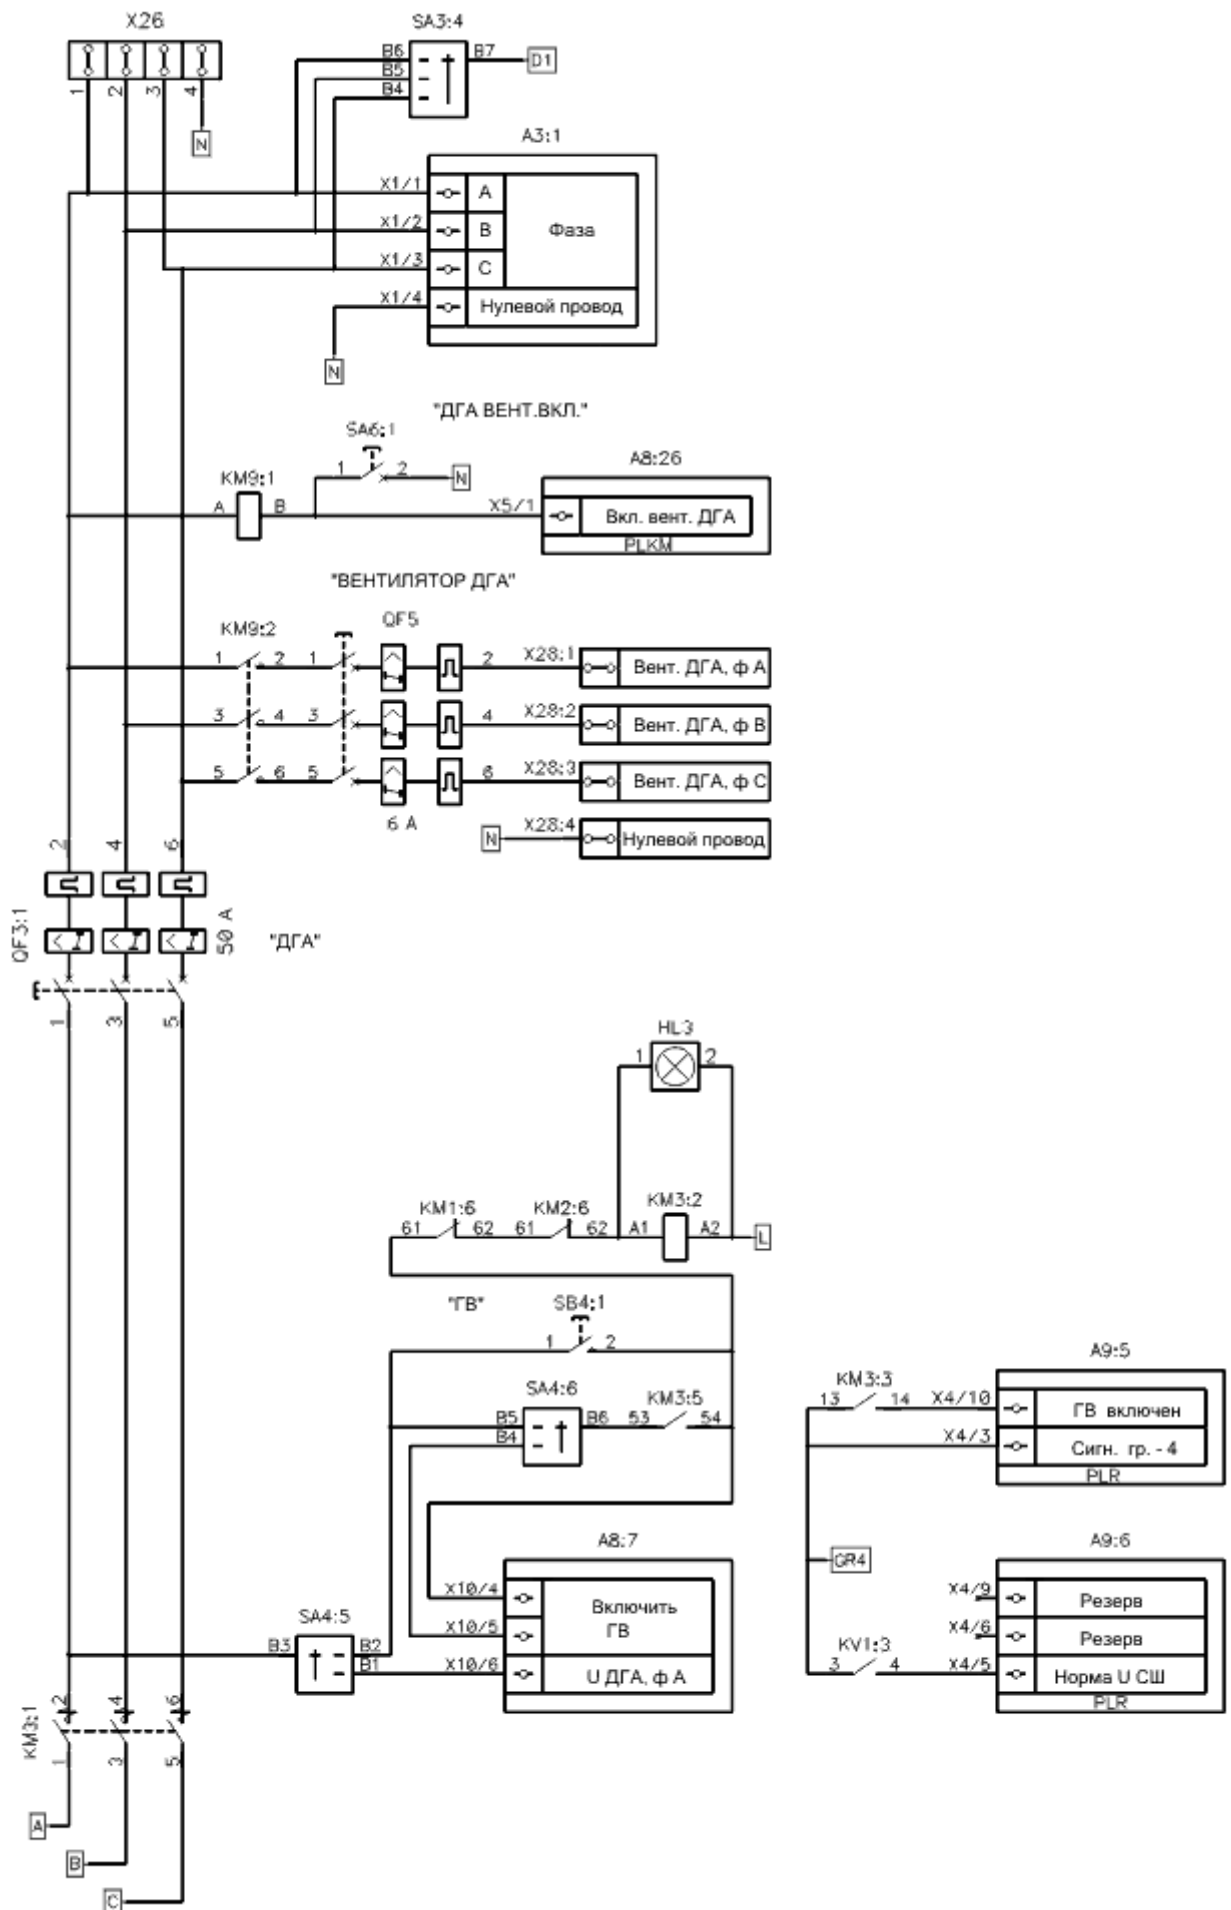 X26
SA3:4
B6
B5
B4
B7
D1
1
2
3
4
N
A3:1
X1/1
A
X1/2
B
Фаза
X1/3
C
X1/4
Нулевой провод
N
"ДГА ВЕНТ.ВКЛ."
SA6:1
1
2
N
A8:26
KM9:1
A
B
X5/1
Вкл. вент. ДГА
PLKM
"ВЕНТИЛЯТОР ДГА"
QF5
KM9:2
1
2
1
2
X28:1
Вент. ДГА, ф А
3
4
3
4
X28:2
Вент. ДГА, ф В
5
6
5
6
X28:3
Вент. ДГА, ф С
6 A
N
X28:4
Нулевой провод
2
4
6
QF3:1
50 A
"ДГА"
1
3
5
HL3
1
2
KM1:6
KM2:6
KM3:2
61
62
61
62
A1
A2
L
"ГВ"
SB4:1
1
2
SA4:6
KM3:5
B5
B4
B6
53
54
A9:5
KM3:3
13
14
X4/10
ГВ включен
X4/3
Сигн. гр. - 4
PLR
A8:7
X10/4
Включить
ГВ
X10/5
X10/6
U ДГА, ф А
SA4:5
B3
B2
B1
GR4
A9:6
X4/9
Резерв
X4/6
Резерв
KV1:3
3
4
X4/5
Норма U СШ
PLR
KM3:1
2
4
6
1
3
5
A
B
C